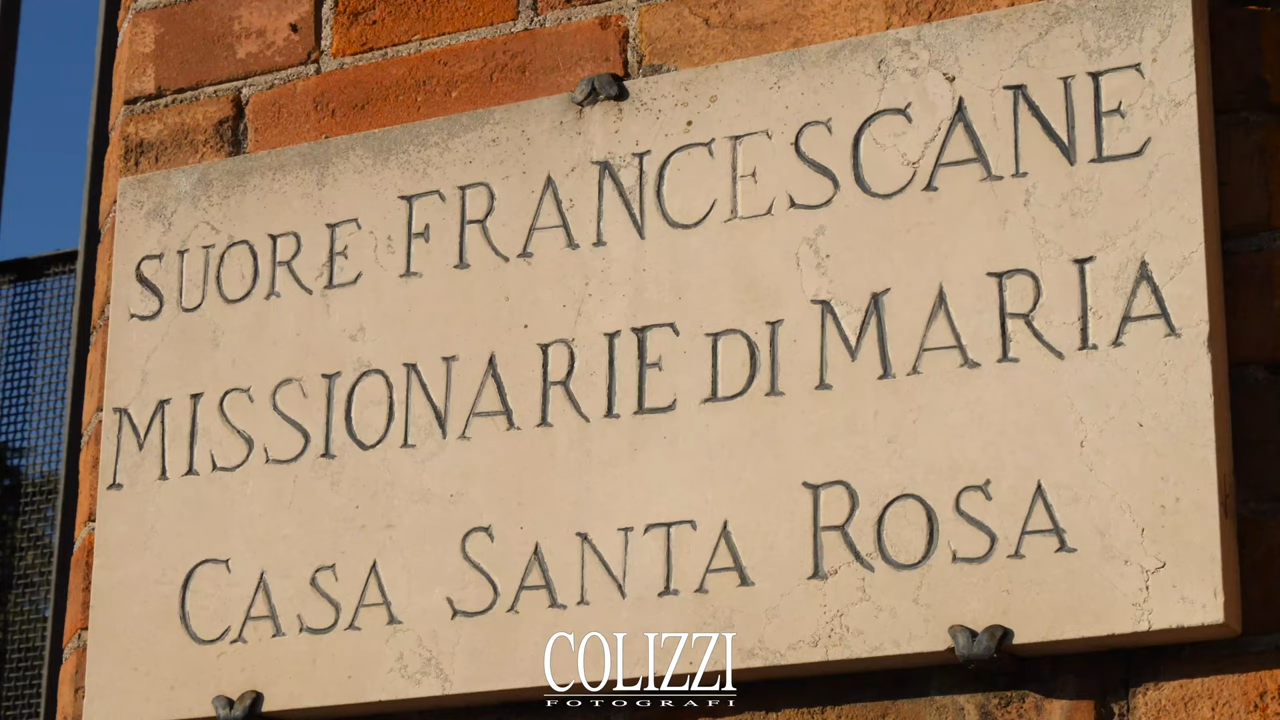 SUORE FRANCESCANE
MISSIONARIE DI MARIA
CASA SANTA ROSA
COLIZZI
FOTOGRAFI